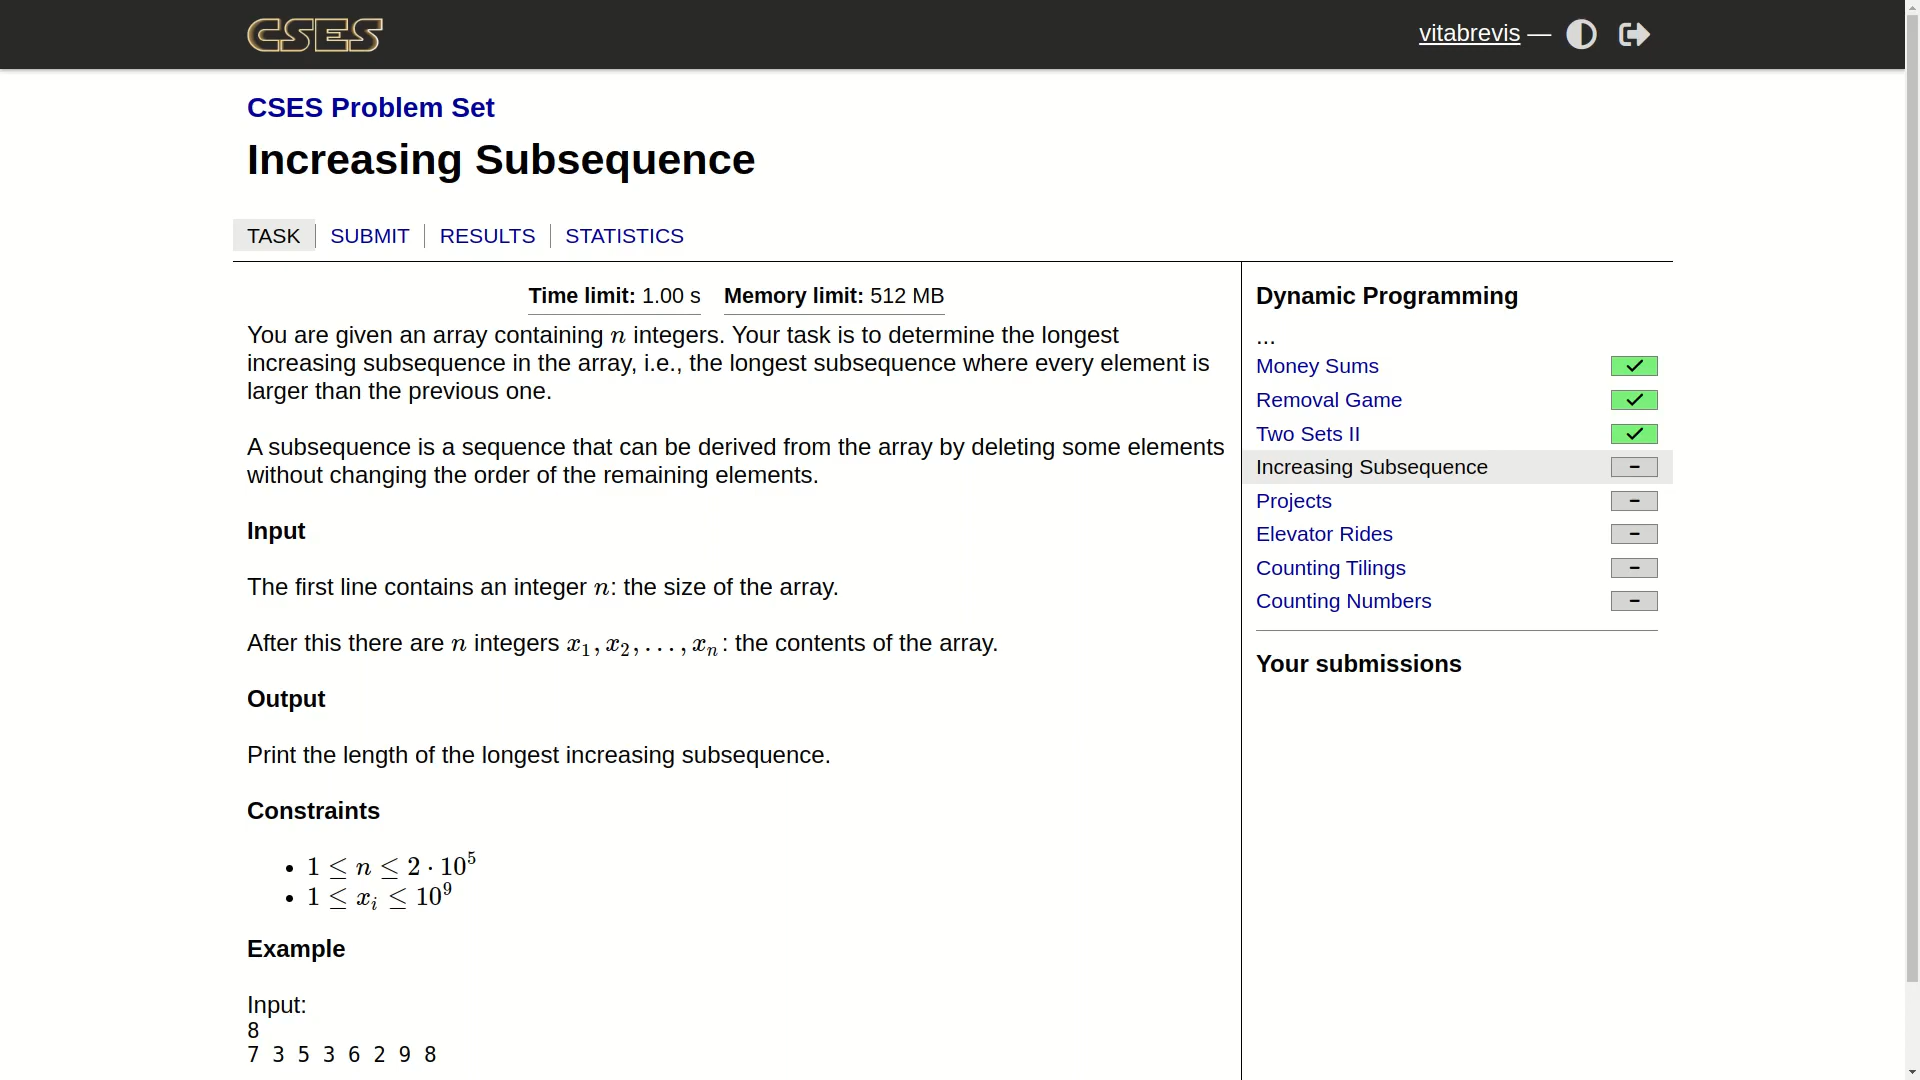 CSES
vitabrevis —
CSES Problem Set
Increasing Subsequence
TASK
SUBMIT
RESULTS
STATISTICS
Time limit: 1.00 s
Memory limit: 512 MB
You are given an array containing n integers. Your task is to determine the longest
increasing subsequence in the array, i.e., the longest subsequence where every element is
larger than the previous one.
A subsequence is a sequence that can be derived from the array by deleting some elements
without changing the order of the remaining elements.
Input
The first line contains an integer n: the size of the array.
After this there are n integers x₁, x₂, …, xₙ: the contents of the array.
Output
Print the length of the longest increasing subsequence.
Constraints
• 1 ≤ n ≤ 2 · 10⁵
• 1 ≤ xᵢ ≤ 10⁹
Example
Input:
8
7 3 5 3 6 2 9 8
Dynamic Programming
...
Money Sums ✓
Removal Game ✓
Two Sets II ✓
Increasing Subsequence –
Projects –
Elevator Rides –
Counting Tilings –
Counting Numbers –
Your submissions